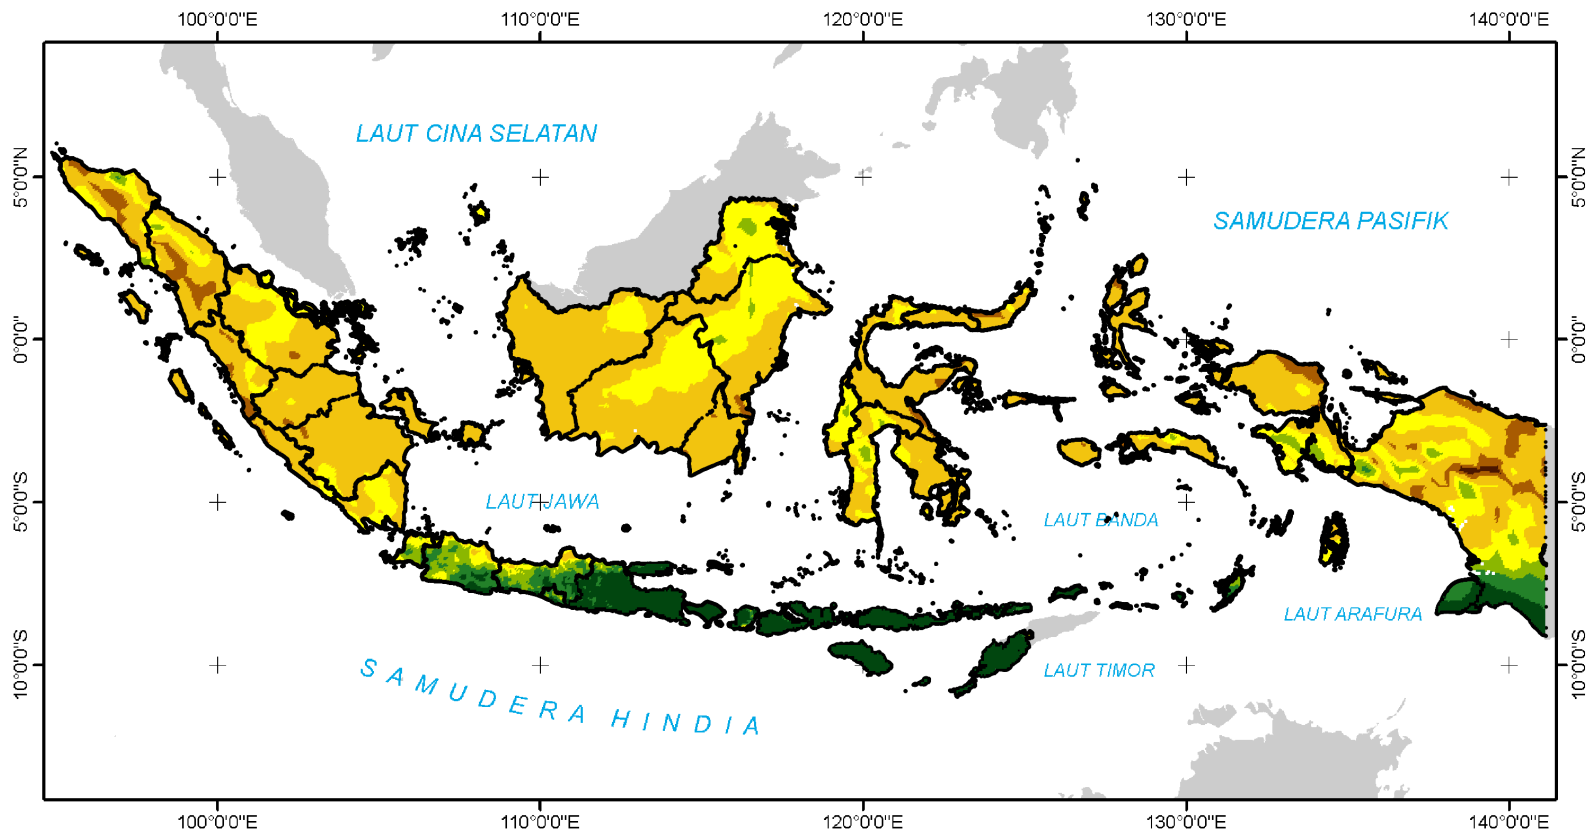 100°0'0"E 110°0'0"E 120°0'0"E 130°0'0"E 140°0'0"E
LAUT CINA SELATAN
5°0'0"N 5°0'0"N
SAMUDERA PASIFIK
0°0'0" 0°0'0"
5°0'0"S LAUT JAWA 5°0'0"S
LAUT BANDA
LAUT ARAFURA
10°0'0"S LAUT TIMOR 10°0'0"S
SAMUDERA HINDIA
100°0'0"E 110°0'0"E 120°0'0"E 130°0'0"E 140°0'0"E